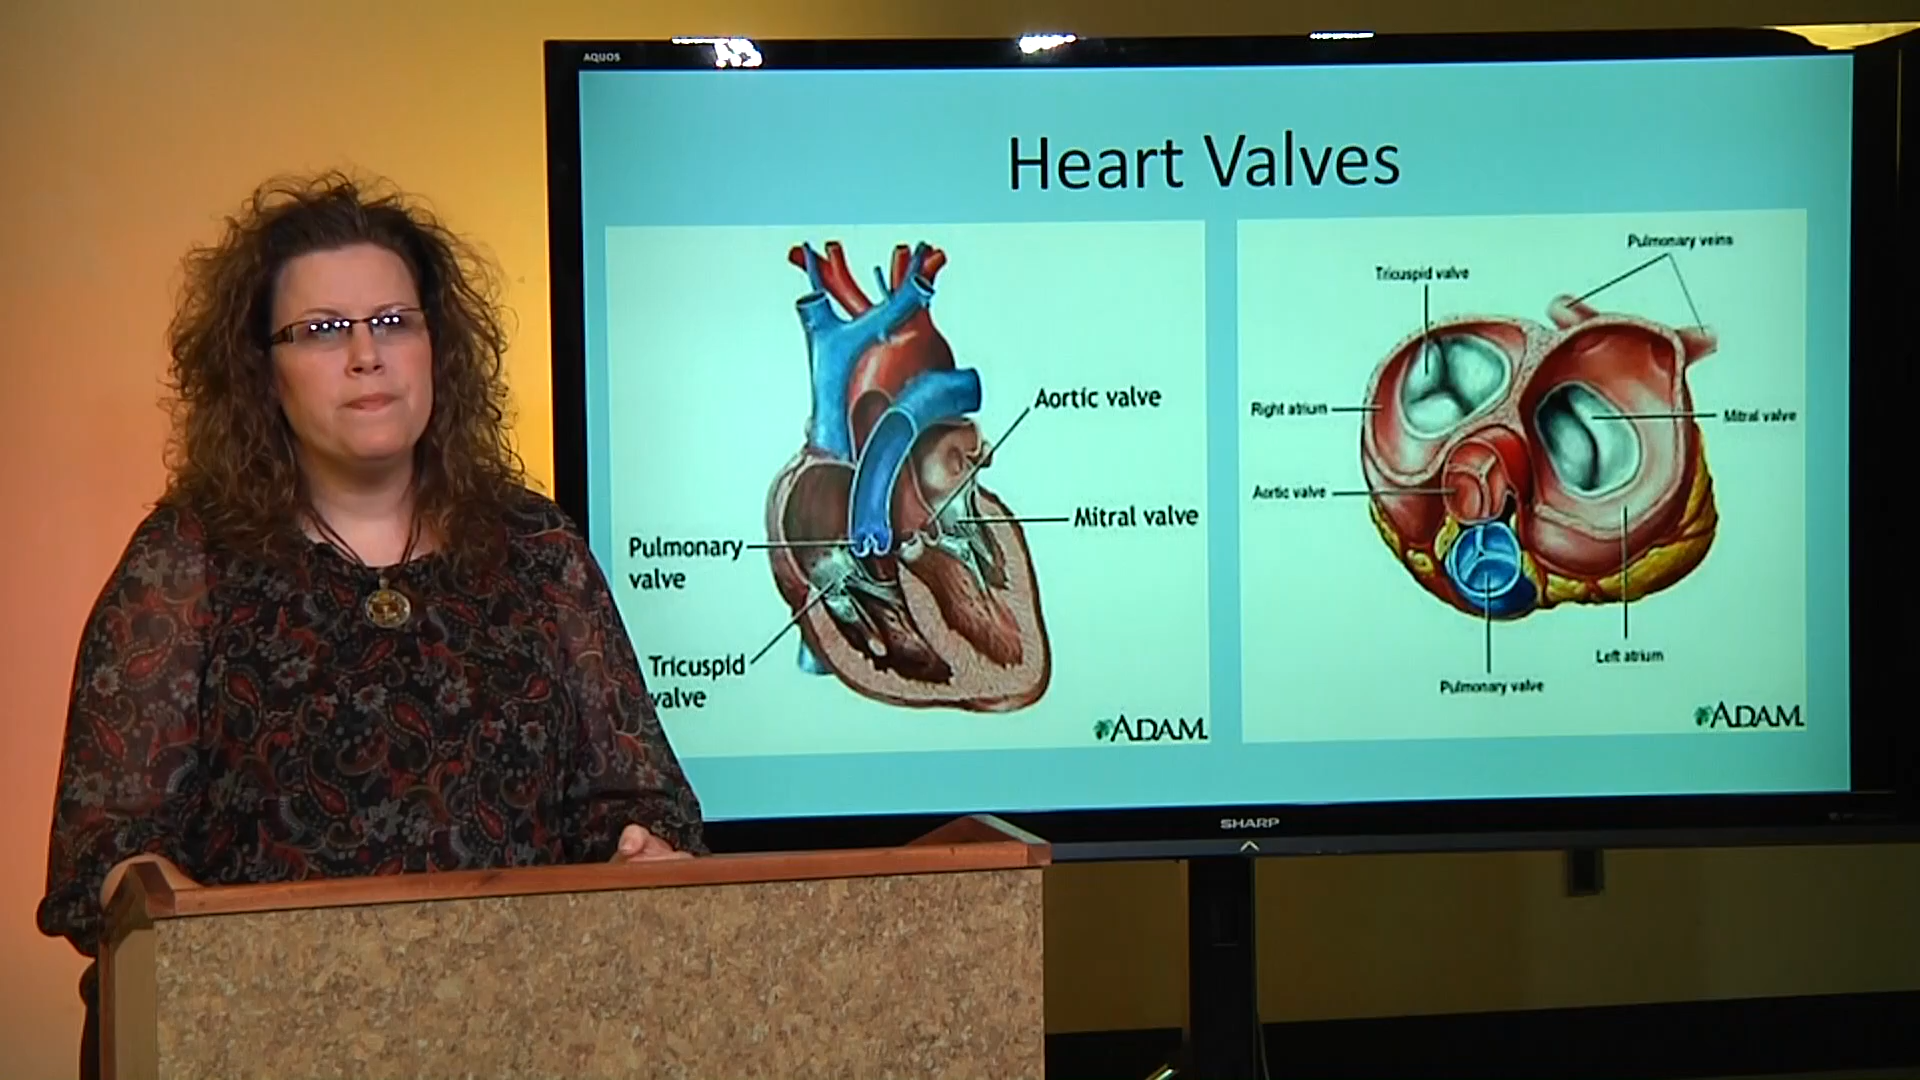 AQUOS
Heart Valves
Aortic valve
Mitral valve
Pulmonary
valve
Tricuspid
valve
ADAM.
Pulmonary veins
Tricuspid valve
Right atrium
Mitral valve
Aortic valve
Left atrium
Pulmonary valve
ADAM.
SHARP